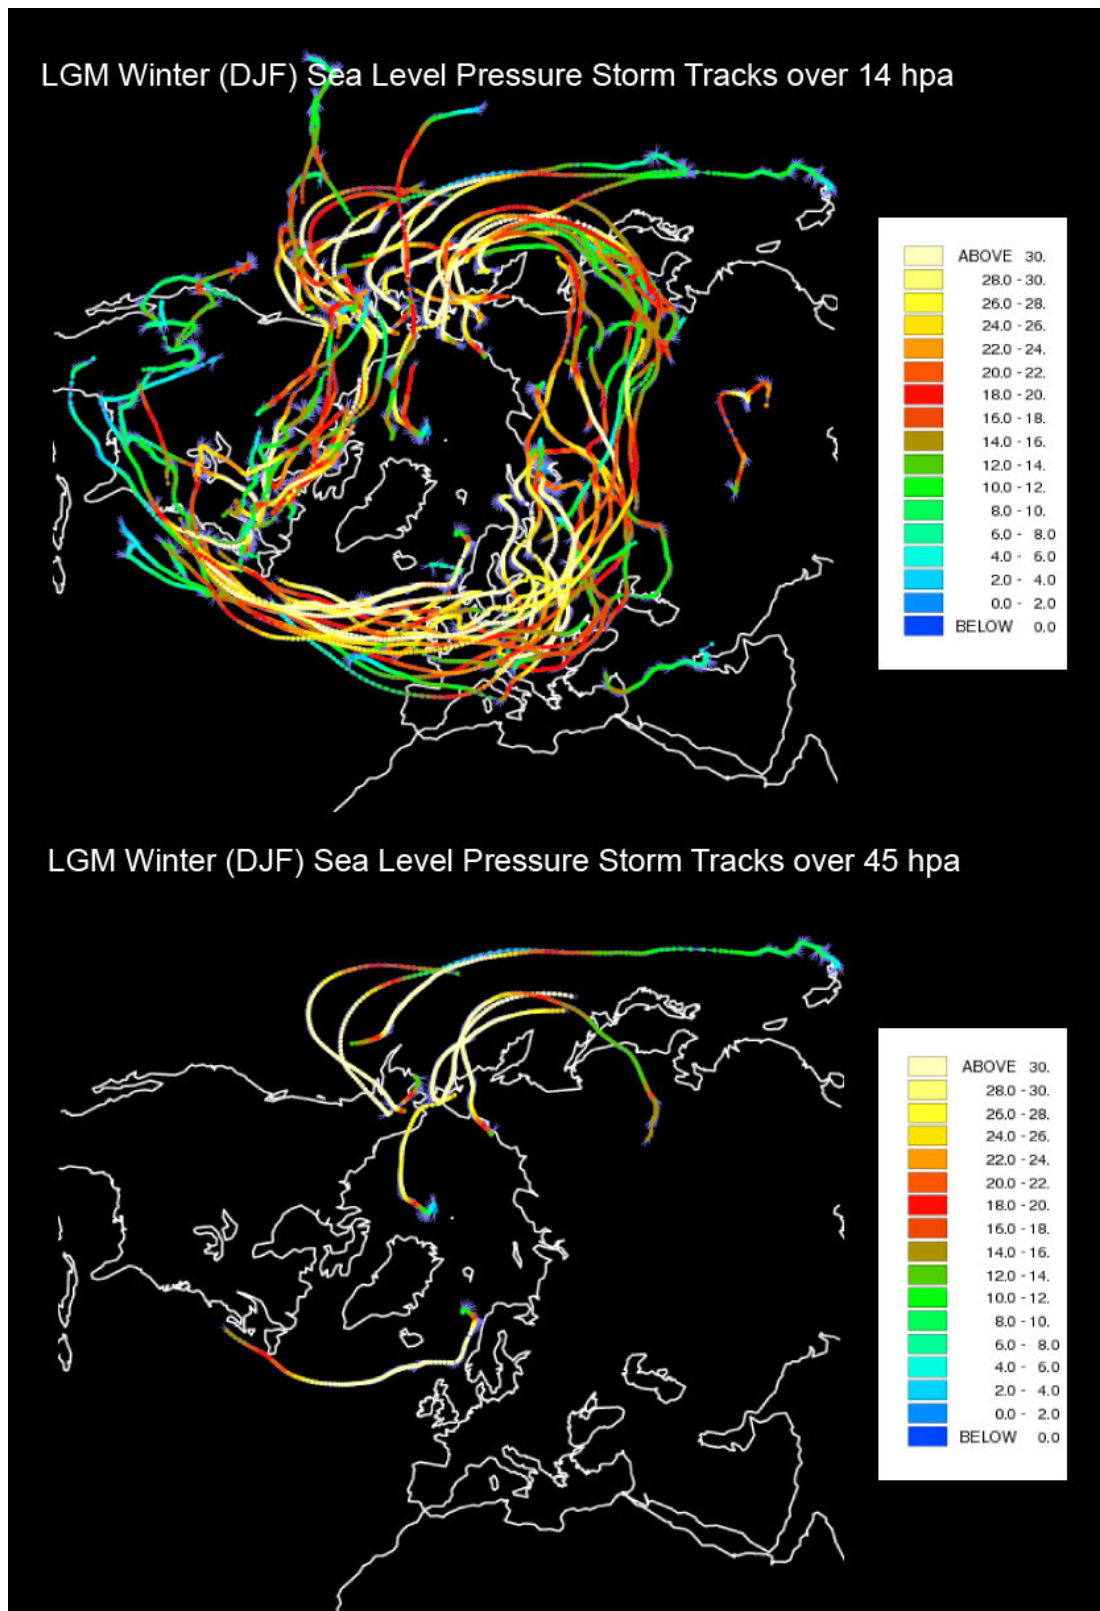 LGM Winter (DJF) Sea Level Pressure Storm Tracks over 14 hpa
ABOVE 30.
28.0 - 30.
26.0 - 28.
24.0 - 26.
22.0 - 24.
20.0 - 22.
18.0 - 20.
16.0 - 18.
14.0 - 16.
12.0 - 14.
10.0 - 12.
8.0 - 10.
6.0 - 8.0
4.0 - 6.0
2.0 - 4.0
0.0 - 2.0
BELOW 0.0
LGM Winter (DJF) Sea Level Pressure Storm Tracks over 45 hpa
ABOVE 30.
28.0 - 30.
26.0 - 28.
24.0 - 26.
22.0 - 24.
20.0 - 22.
18.0 - 20.
16.0 - 18.
14.0 - 16.
12.0 - 14.
10.0 - 12.
8.0 - 10.
6.0 - 8.0
4.0 - 6.0
2.0 - 4.0
0.0 - 2.0
BELOW 0.0